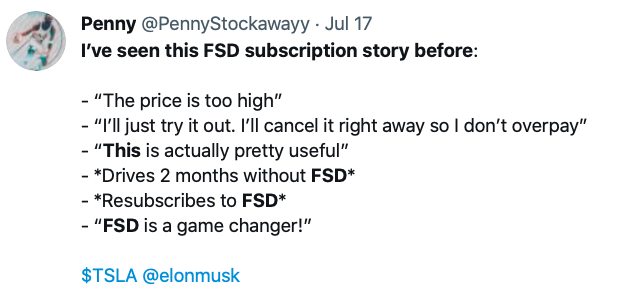 Penny @PennyStockawayy · Jul 17
I’ve seen this FSD subscription story before:
- “The price is too high”
- “I’ll just try it out. I’ll cancel it right away so I don’t overpay”
- “This is actually pretty useful”
- *Drives 2 months without FSD*
- *Resubscribes to FSD*
- “FSD is a game changer!”
$TSLA @elonmusk